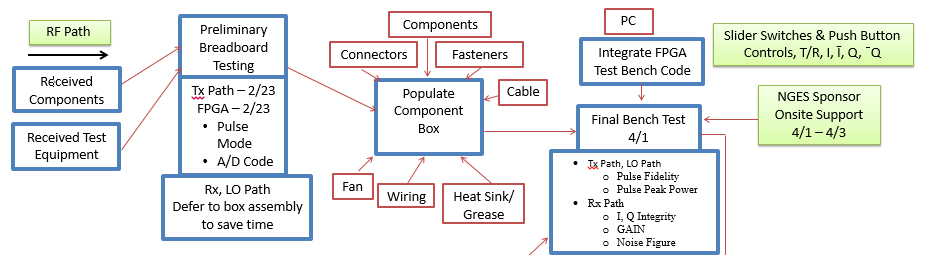 RF Path
Received
Components
Received Test
Equipment
Preliminary
Breadboard
Testing
Tx Path – 2/23
FPGA – 2/23
• Pulse
Mode
• A/D Code
Rx, LO Path
Defer to box assembly
to save time
Components
Connectors
Fasteners
Cable
Populate
Component
Box
Fan
Wiring
Heat Sink/
Grease
PC
Integrate FPGA
Test Bench Code
Final Bench Test
4/1
• Tx Path, LO Path
o Pulse Fidelity
o Pulse Peak Power
• Rx Path
o I, Q Integrity
o GAIN
o Noise Figure
Slider Switches & Push Button
Controls, T/R, I, Ī, Q, ¯Q
NGES Sponsor
Onsite Support
4/1 – 4/3